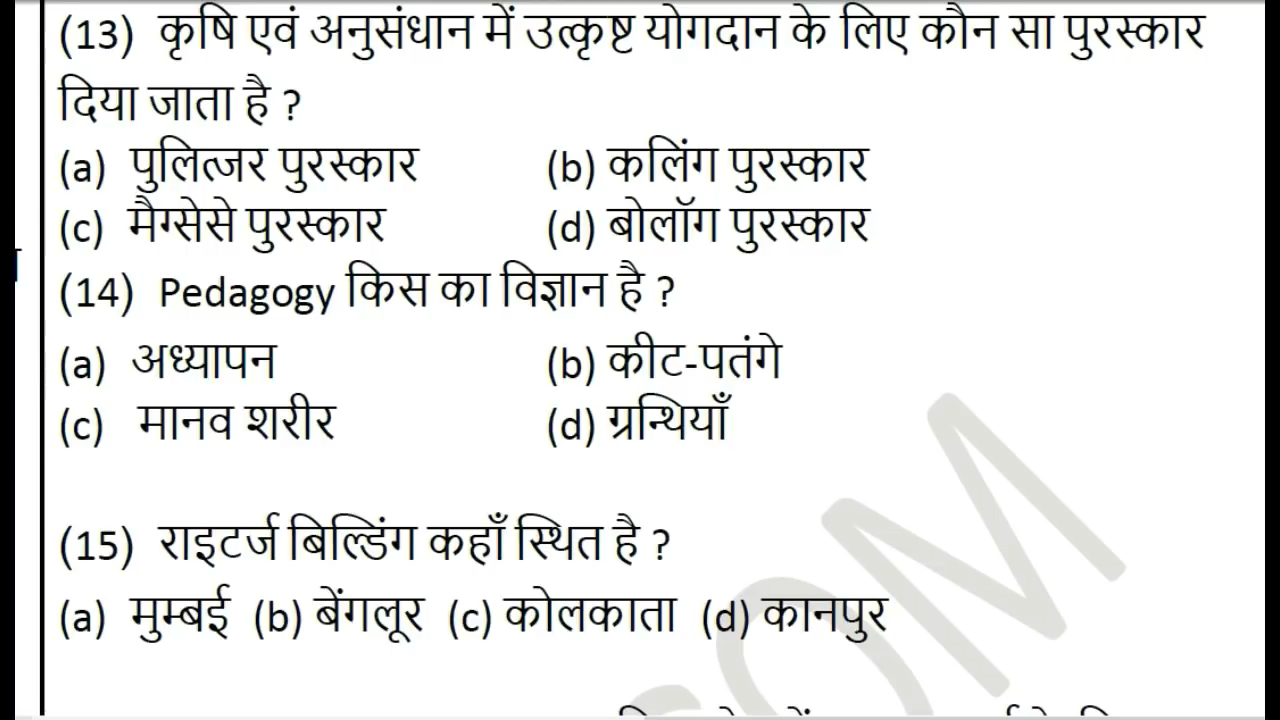 (13) कृषि एवं अनुसंधान में उत्कृष्ट योगदान के लिए कौन सा पुरस्कार
दिया जाता है ?
(a) पुलित्जर पुरस्कार (b) कलिंग पुरस्कार
(c) मैग्सेसे पुरस्कार (d) बोलॉग पुरस्कार
(14) Pedagogy किस का विज्ञान है ?
(a) अध्यापन (b) कीट-पतंगे
(c) मानव शरीर (d) ग्रन्थियाँ
(15) राइटर्ज बिल्डिंग कहाँ स्थित है ?
(a) मुम्बई (b) बेंगलूर (c) कोलकाता (d) कानपुर